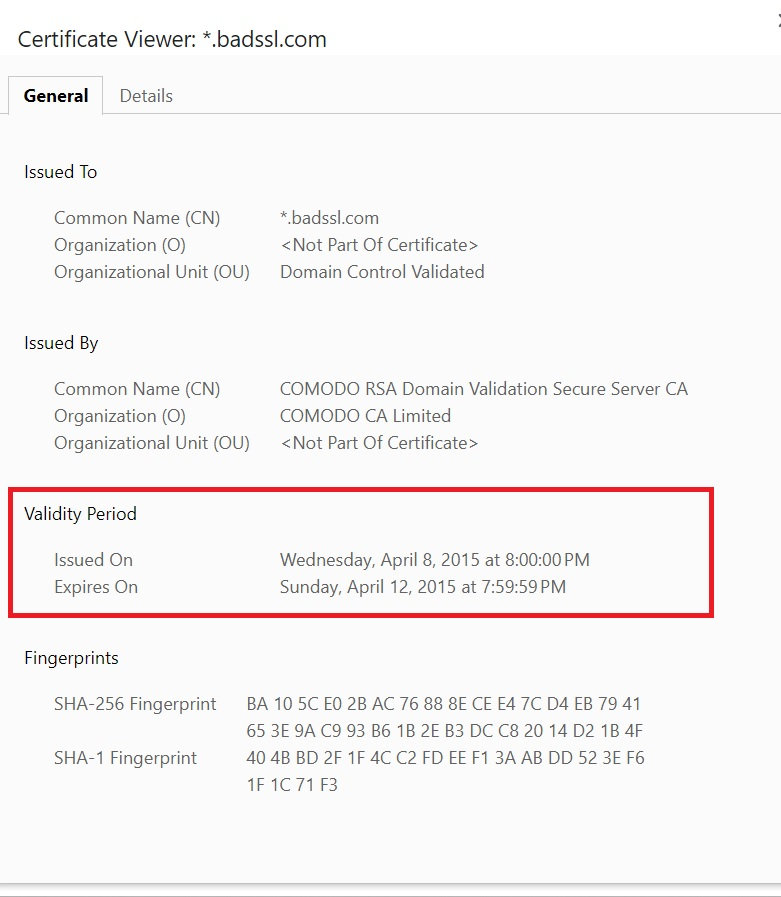 Certificate Viewer: *.badssl.com
General Details
Issued To
Common Name (CN) *.badssl.com
Organization (O) <Not Part Of Certificate>
Organizational Unit (OU) Domain Control Validated
Issued By
Common Name (CN) COMODO RSA Domain Validation Secure Server CA
Organization (O) COMODO CA Limited
Organizational Unit (OU) <Not Part Of Certificate>
Validity Period
Issued On Wednesday, April 8, 2015 at 8:00:00 PM
Expires On Sunday, April 12, 2015 at 7:59:59 PM
Fingerprints
SHA-256 Fingerprint BA 10 5C E0 2B AC 76 88 8E CE E4 7C D4 EB 79 41
65 3E 9A C9 93 B6 1B 2E B3 DC C8 20 14 D2 1B 4F
SHA-1 Fingerprint 40 4B BD 2F 1F 4C C2 FD EE F1 3A AB DD 52 3E F6
1F 1C 71 F3